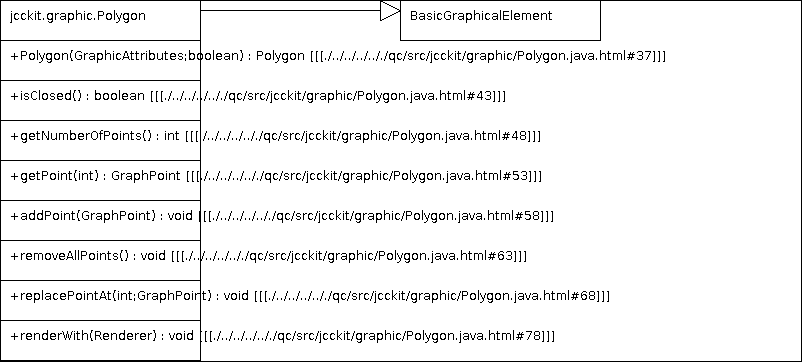 jcckit.graphic.Polygon
BasicGraphicalElement
+Polygon(GraphicAttributes;boolean) : Polygon [[[./../../../../qc/src/jcckit/graphic/Polygon.java.html#37]]]
+isClosed() : boolean [[[./../../../../qc/src/jcckit/graphic/Polygon.java.html#43]]]
+getNumberOfPoints() : int [[[./../../../../qc/src/jcckit/graphic/Polygon.java.html#48]]]
+getPoint(int) : GraphPoint [[[./../../../../qc/src/jcckit/graphic/Polygon.java.html#53]]]
+addPoint(GraphPoint) : void [[[./../../../../qc/src/jcckit/graphic/Polygon.java.html#58]]]
+removeAllPoints() : void [[[./../../../../qc/src/jcckit/graphic/Polygon.java.html#63]]]
+replacePointAt(int;GraphPoint) : void [[[./../../../../qc/src/jcckit/graphic/Polygon.java.html#68]]]
+renderWith(Renderer) : void [[[./../../../../qc/src/jcckit/graphic/Polygon.java.html#78]]]